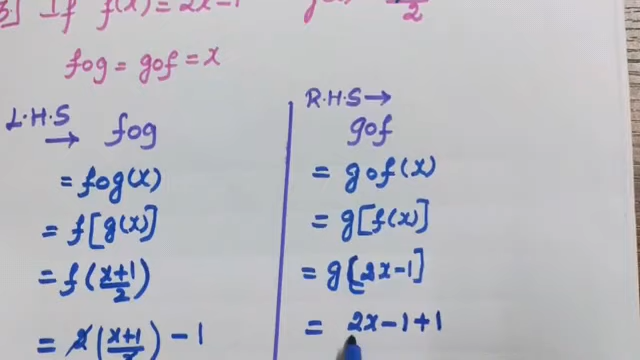 If f(x) = 2x-1
2
fog = gof = x
L.H.S
→ fog
= fog(x)
= f[g(x)]
= f(x+1/2)
= 2(x+1/2) - 1
R.H.S →
gof
= gof(x)
= g[f(x)]
= g[2x-1]
= 2x-1+1